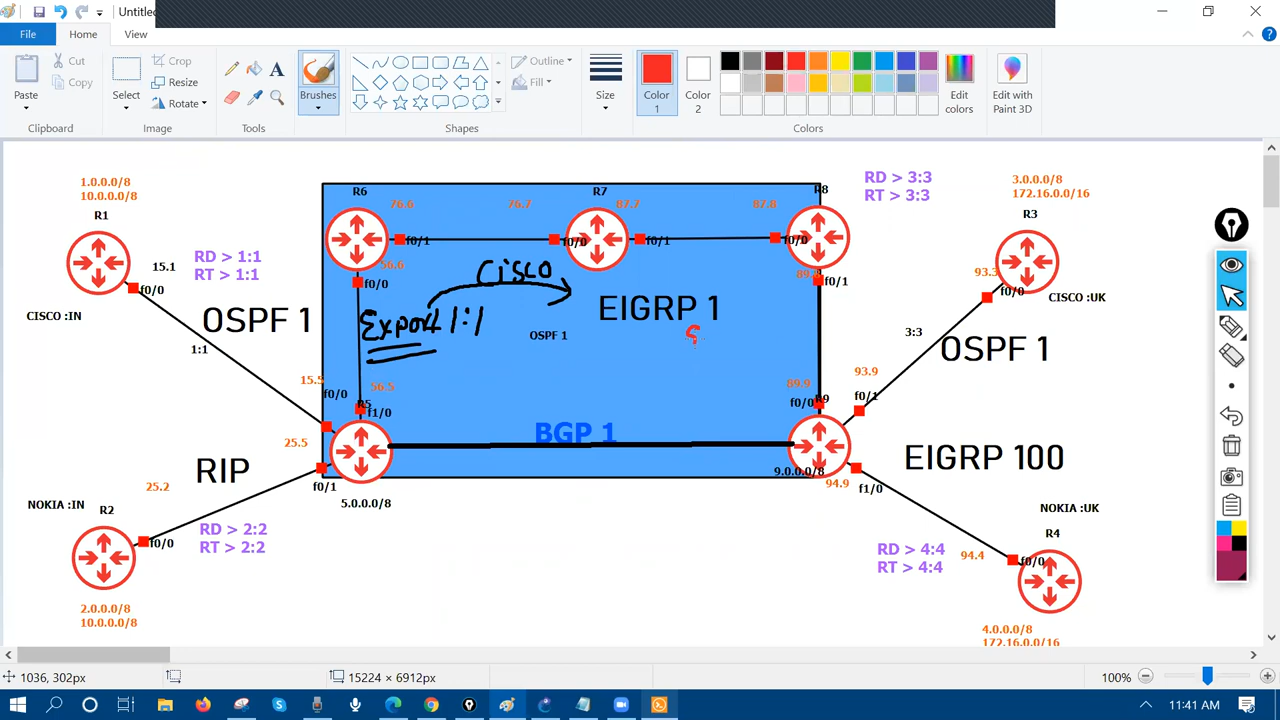 Untitled
File
Home
View
Paste
Cut
Copy
Clipboard
Select
Crop
Resize
Rotate
Image
Tools
Brushes
Shapes
Outline
Fill
Size
Color
1
Color
2
Colors
Edit
colors
Edit with
Paint 3D
1.0.0.0/8
10.0.0.0/8
R1
15.1
f0/0
CISCO :IN
RD > 1:1
RT > 1:1
OSPF 1
1:1
15.5
f0/0
R6
76.6
f0/1
56.6
f0/0
R7
76.7
f0/0
87.7
f0/1
R8
87.8
f0/0
89.8
f0/1
RD > 3:3
RT > 3:3
3.0.0.0/8
172.16.0.0/16
R3
93.3
f0/0
CISCO :UK
3:3
OSPF 1
Cisco
Export 1:1
EIGRP 1
OSPF 1
56.5
R5
f1/0
BGP 1
89.9
f0/0
R9
93.9
f0/1
9.0.0.0/8
94.9
f1/0
EIGRP 100
25.5
f0/1
5.0.0.0/8
RIP
25.2
NOKIA :IN
R2
f0/0
RD > 2:2
RT > 2:2
2.0.0.0/8
10.0.0.0/8
NOKIA :UK
R4
94.4
f0/0
RD > 4:4
RT > 4:4
4.0.0.0/8
172.16.0.0/16
1036, 302px
15224 × 6912px
100%
11:41 AM